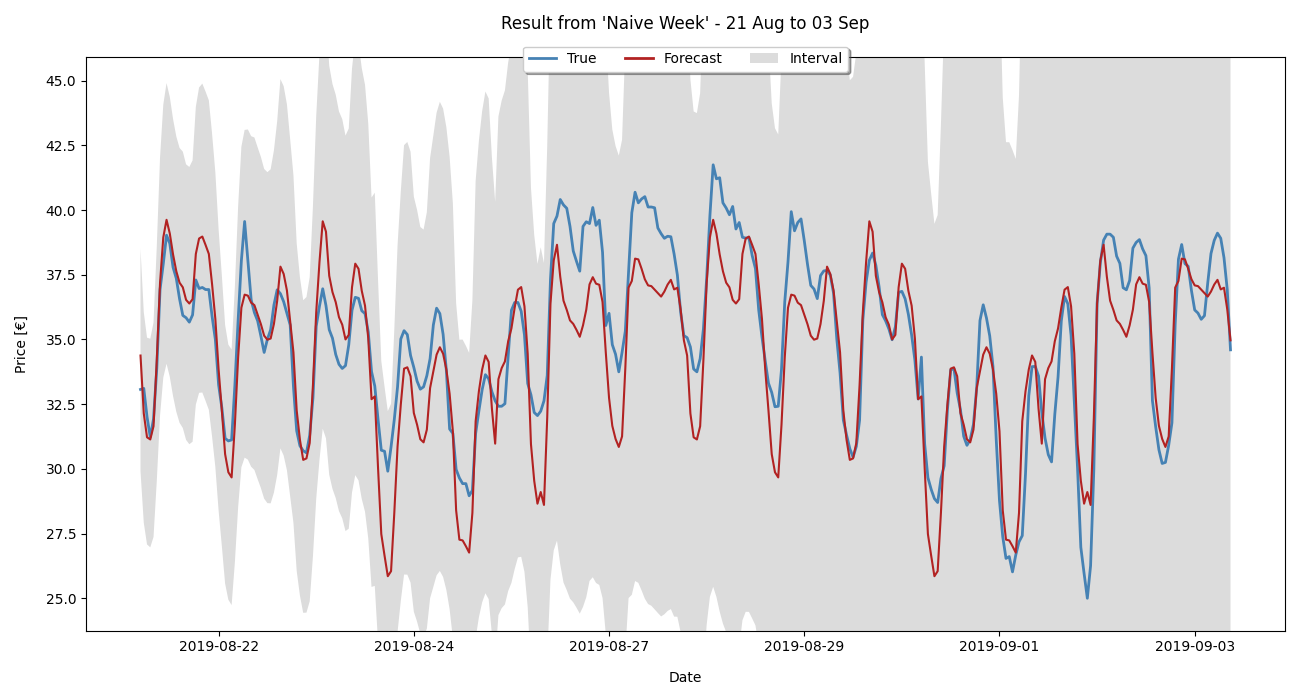 Result from 'Naive Week' - 21 Aug to 03 Sep
True Forecast Interval
45.0
42.5
40.0
37.5
35.0
32.5
30.0
27.5
25.0
Price [€]
2019-08-22 2019-08-24 2019-08-27 2019-08-29 2019-09-01 2019-09-03
Date